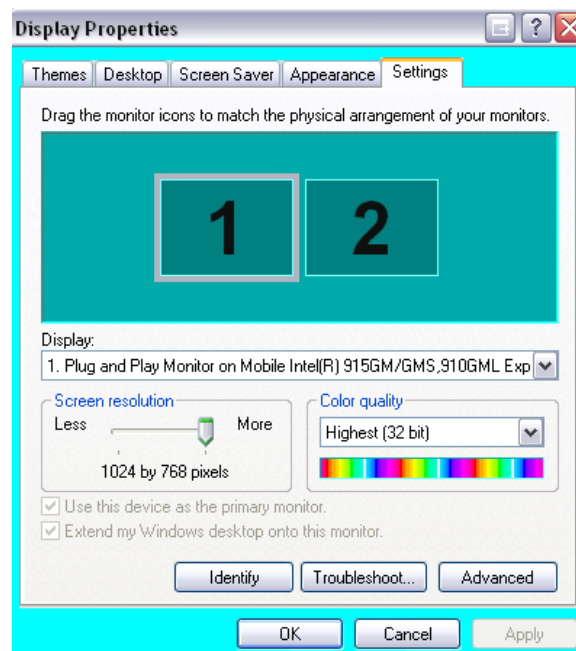 Display Properties
Themes Desktop Screen Saver Appearance Settings
Drag the monitor icons to match the physical arrangement of your monitors.
1 2
Display:
1. Plug and Play Monitor on Mobile Intel(R) 915GM/GMS,910GML Exp
Screen resolution Color quality
Less More Highest (32 bit)
1024 by 768 pixels
Use this device as the primary monitor.
Extend my Windows desktop onto this monitor.
Identify Troubleshoot... Advanced
OK Cancel Apply